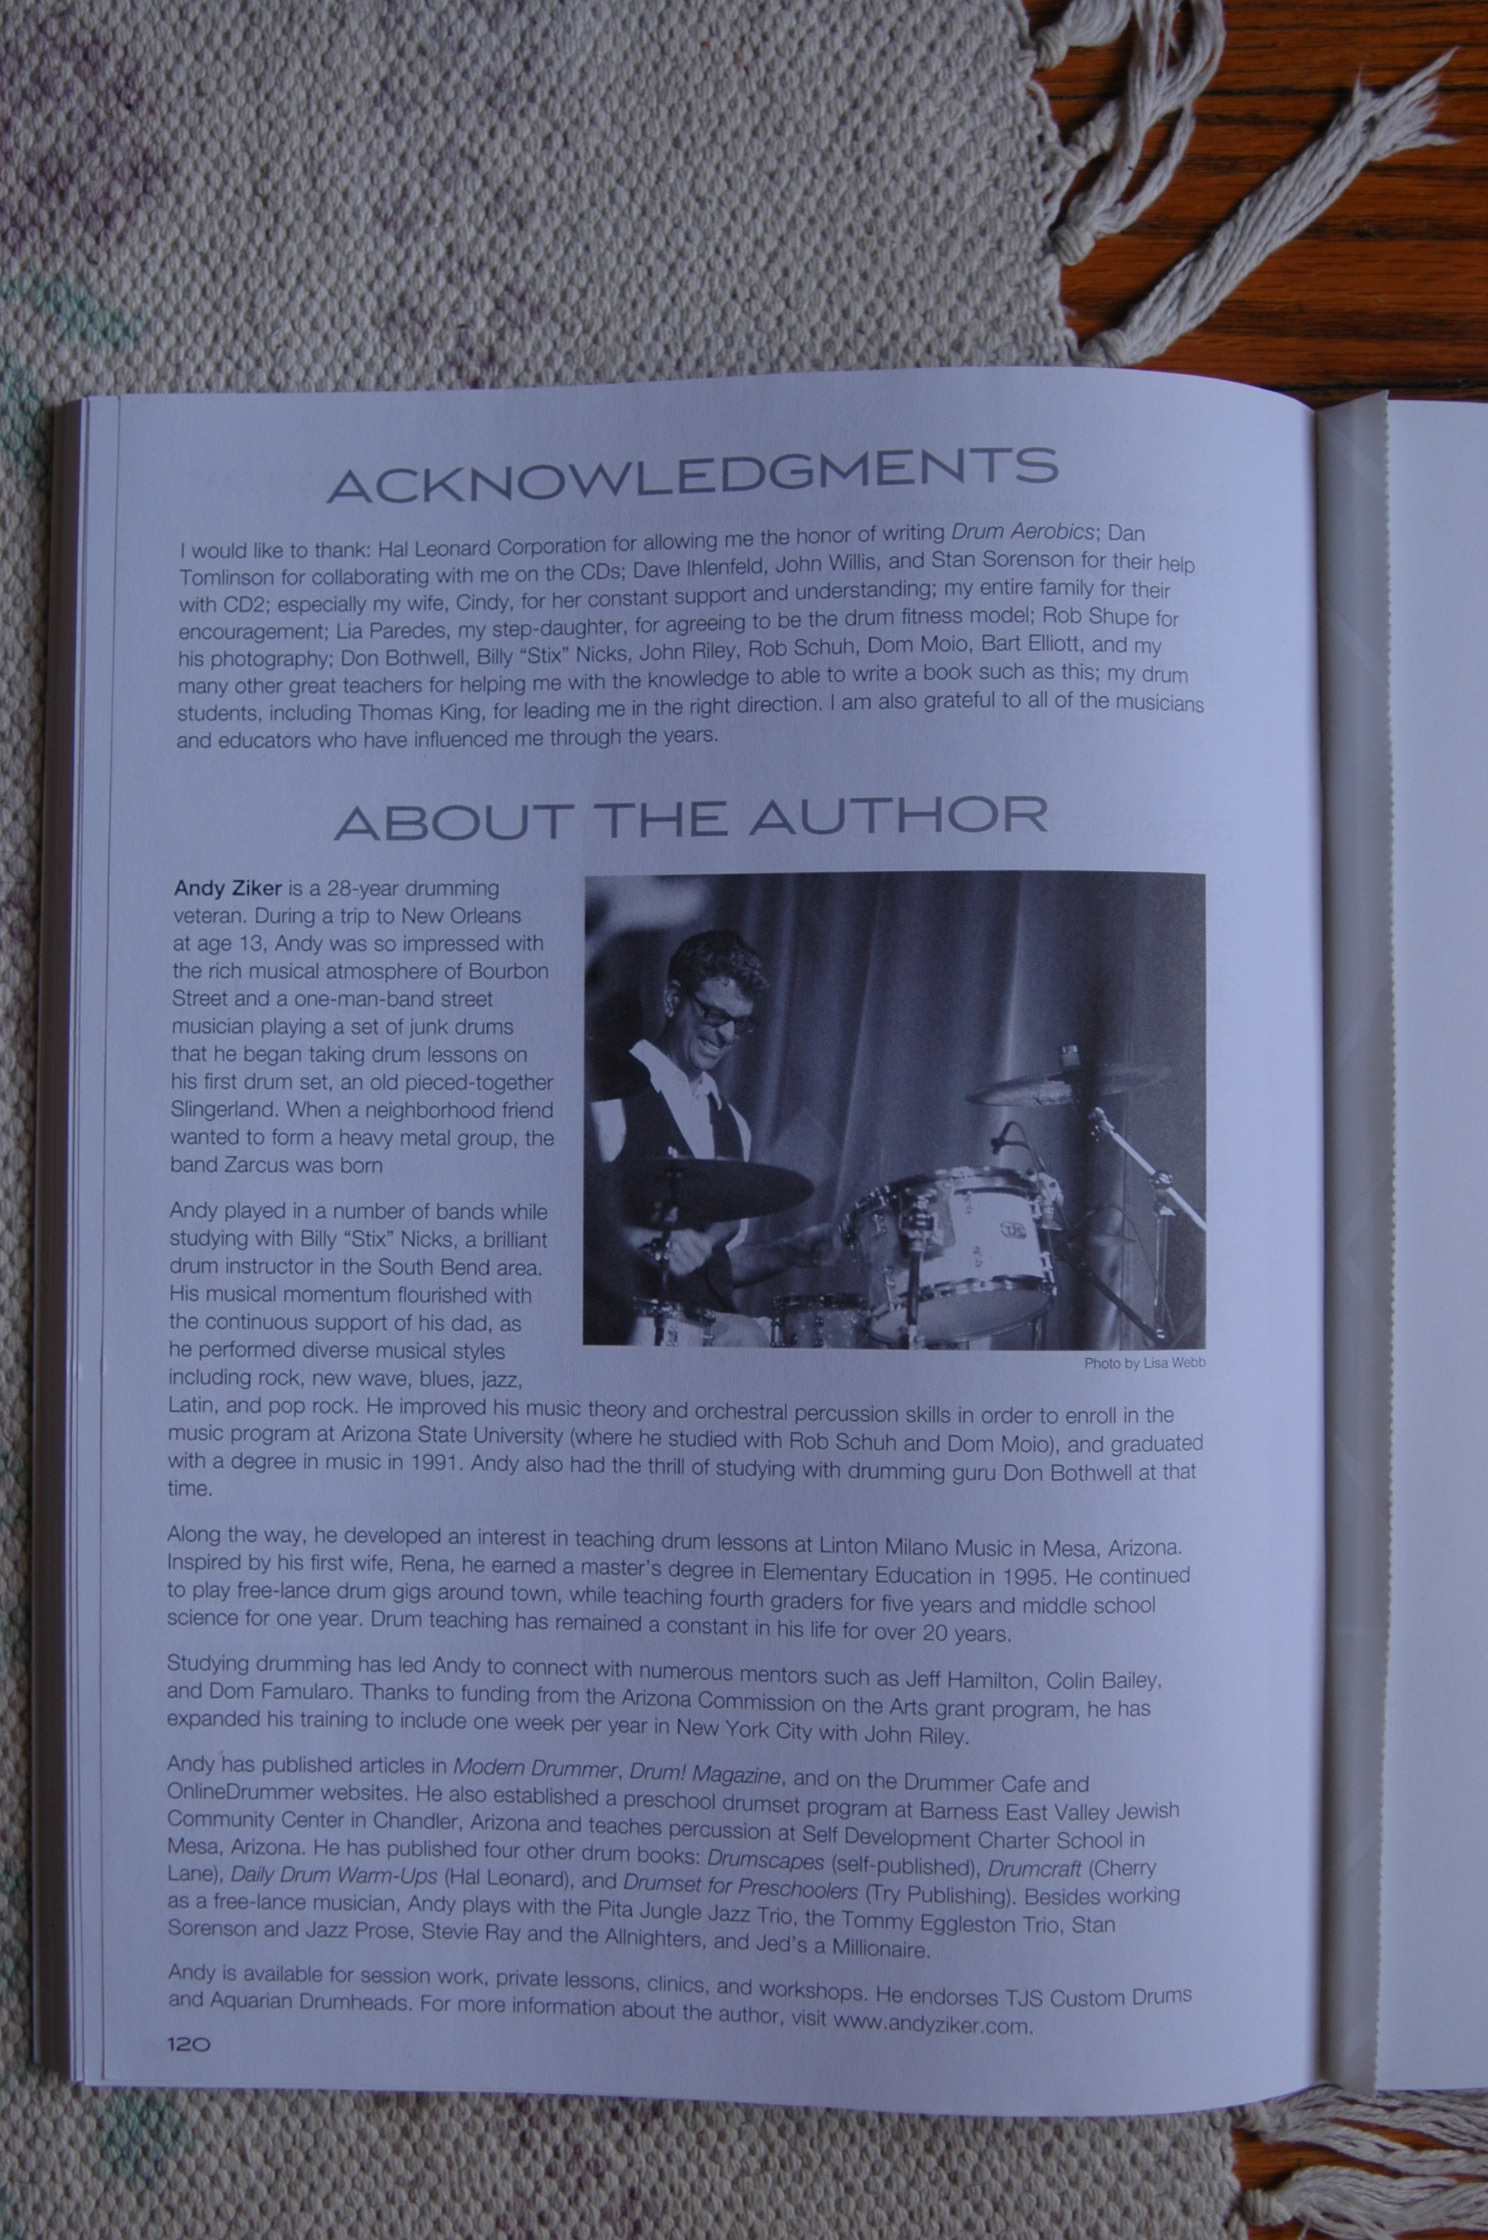 ACKNOWLEDGMENTS
I would like to thank: Hal Leonard Corporation for allowing me the honor of writing Drum Aerobics; Dan
Tomlinson for collaborating with me on the CDs; Dave Ihlenfeld, John Willis, and Stan Sorenson for their help
with CD2; especially my wife, Cindy, for her constant support and understanding; my entire family for their
encouragement; Lia Paredes, my step-daughter, for agreeing to be the drum fitness model; Rob Shupe for
his photography; Don Bothwell, Billy “Stix” Nicks, John Riley, Rob Schuh, Dom Moio, Bart Elliott, and my
many other great teachers for helping me with the knowledge to able to write a book such as this; my drum
students, including Thomas King, for leading me in the right direction. I am also grateful to all of the musicians
and educators who have influenced me through the years.
ABOUT THE AUTHOR
Andy Ziker is a 28-year drumming
veteran. During a trip to New Orleans
at age 13, Andy was so impressed with
the rich musical atmosphere of Bourbon
Street and a one-man-band street
musician playing a set of junk drums
that he began taking drum lessons on
his first drum set, an old pieced-together
Slingerland. When a neighborhood friend
wanted to form a heavy metal group, the
band Zarcus was born
Andy played in a number of bands while
studying with Billy “Stix” Nicks, a brilliant
drum instructor in the South Bend area.
His musical momentum flourished with
the continuous support of his dad, as
he performed diverse musical styles
including rock, new wave, blues, jazz,
Photo by Lisa Webb
Latin, and pop rock. He improved his music theory and orchestral percussion skills in order to enroll in the
music program at Arizona State University (where he studied with Rob Schuh and Dom Moio), and graduated
with a degree in music in 1991. Andy also had the thrill of studying with drumming guru Don Bothwell at that
time.
Along the way, he developed an interest in teaching drum lessons at Linton Milano Music in Mesa, Arizona.
Inspired by his first wife, Rena, he earned a master’s degree in Elementary Education in 1995. He continued
to play free-lance drum gigs around town, while teaching fourth graders for five years and middle school
science for one year. Drum teaching has remained a constant in his life for over 20 years.
Studying drumming has led Andy to connect with numerous mentors such as Jeff Hamilton, Colin Bailey,
and Dom Famularo. Thanks to funding from the Arizona Commission on the Arts grant program, he has
expanded his training to include one week per year in New York City with John Riley.
Andy has published articles in Modern Drummer, Drum! Magazine, and on the Drummer Cafe and
OnlineDrummer websites. He also established a preschool drumset program at Barness East Valley Jewish
Community Center in Chandler, Arizona and teaches percussion at Self Development Charter School in
Mesa, Arizona. He has published four other drum books: Drumscapes (self-published), Drumcraft (Cherry
Lane), Daily Drum Warm-Ups (Hal Leonard), and Drumset for Preschoolers (Try Publishing). Besides working
as a free-lance musician, Andy plays with the Pita Jungle Jazz Trio, the Tommy Eggleston Trio, Stan
Sorenson and Jazz Prose, Stevie Ray and the Allnighters, and Jed’s a Millionaire.
Andy is available for session work, private lessons, clinics, and workshops. He endorses TJS Custom Drums
and Aquarian Drumheads. For more information about the author, visit www.andyziker.com.
120